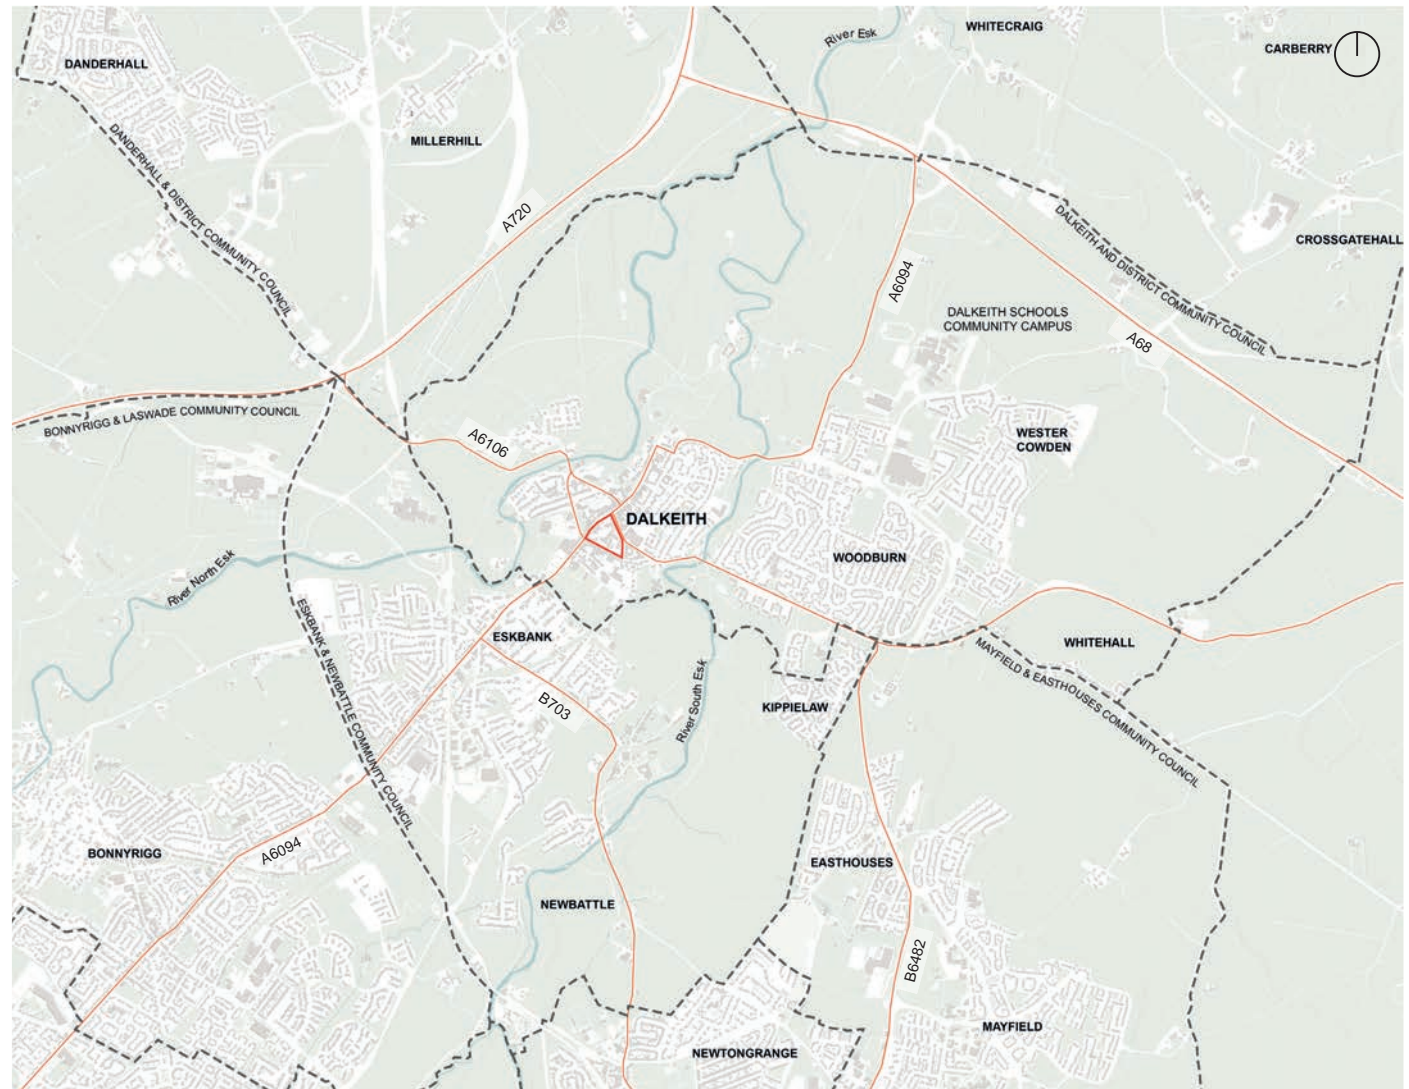 River Esk
WHITECRAIG
CARBERRY
DANDERHALL
MILLERHILL
DANDERHALL & DISTRICT COMMUNITY COUNCIL
A720
DALKEITH AND DISTRICT COMMUNITY COUNCIL
CROSSGATEHALL
A6094
DALKEITH SCHOOLS
COMMUNITY CAMPUS
A68
BONNYRIGG & LASWADE COMMUNITY COUNCIL
A6106
WESTER
COWDEN
DALKEITH
WOODBURN
River North Esk
ESKBANK & NEWBATTLE COMMUNITY COUNCIL
ESKBANK
WHITEHALL
MAYFIELD & EASTHOUSES COMMUNITY COUNCIL
B703
River South Esk
KIPPIELAW
BONNYRIGG
A6094
EASTHOUSES
NEWBATTLE
B6482
MAYFIELD
NEWTONGRANGE